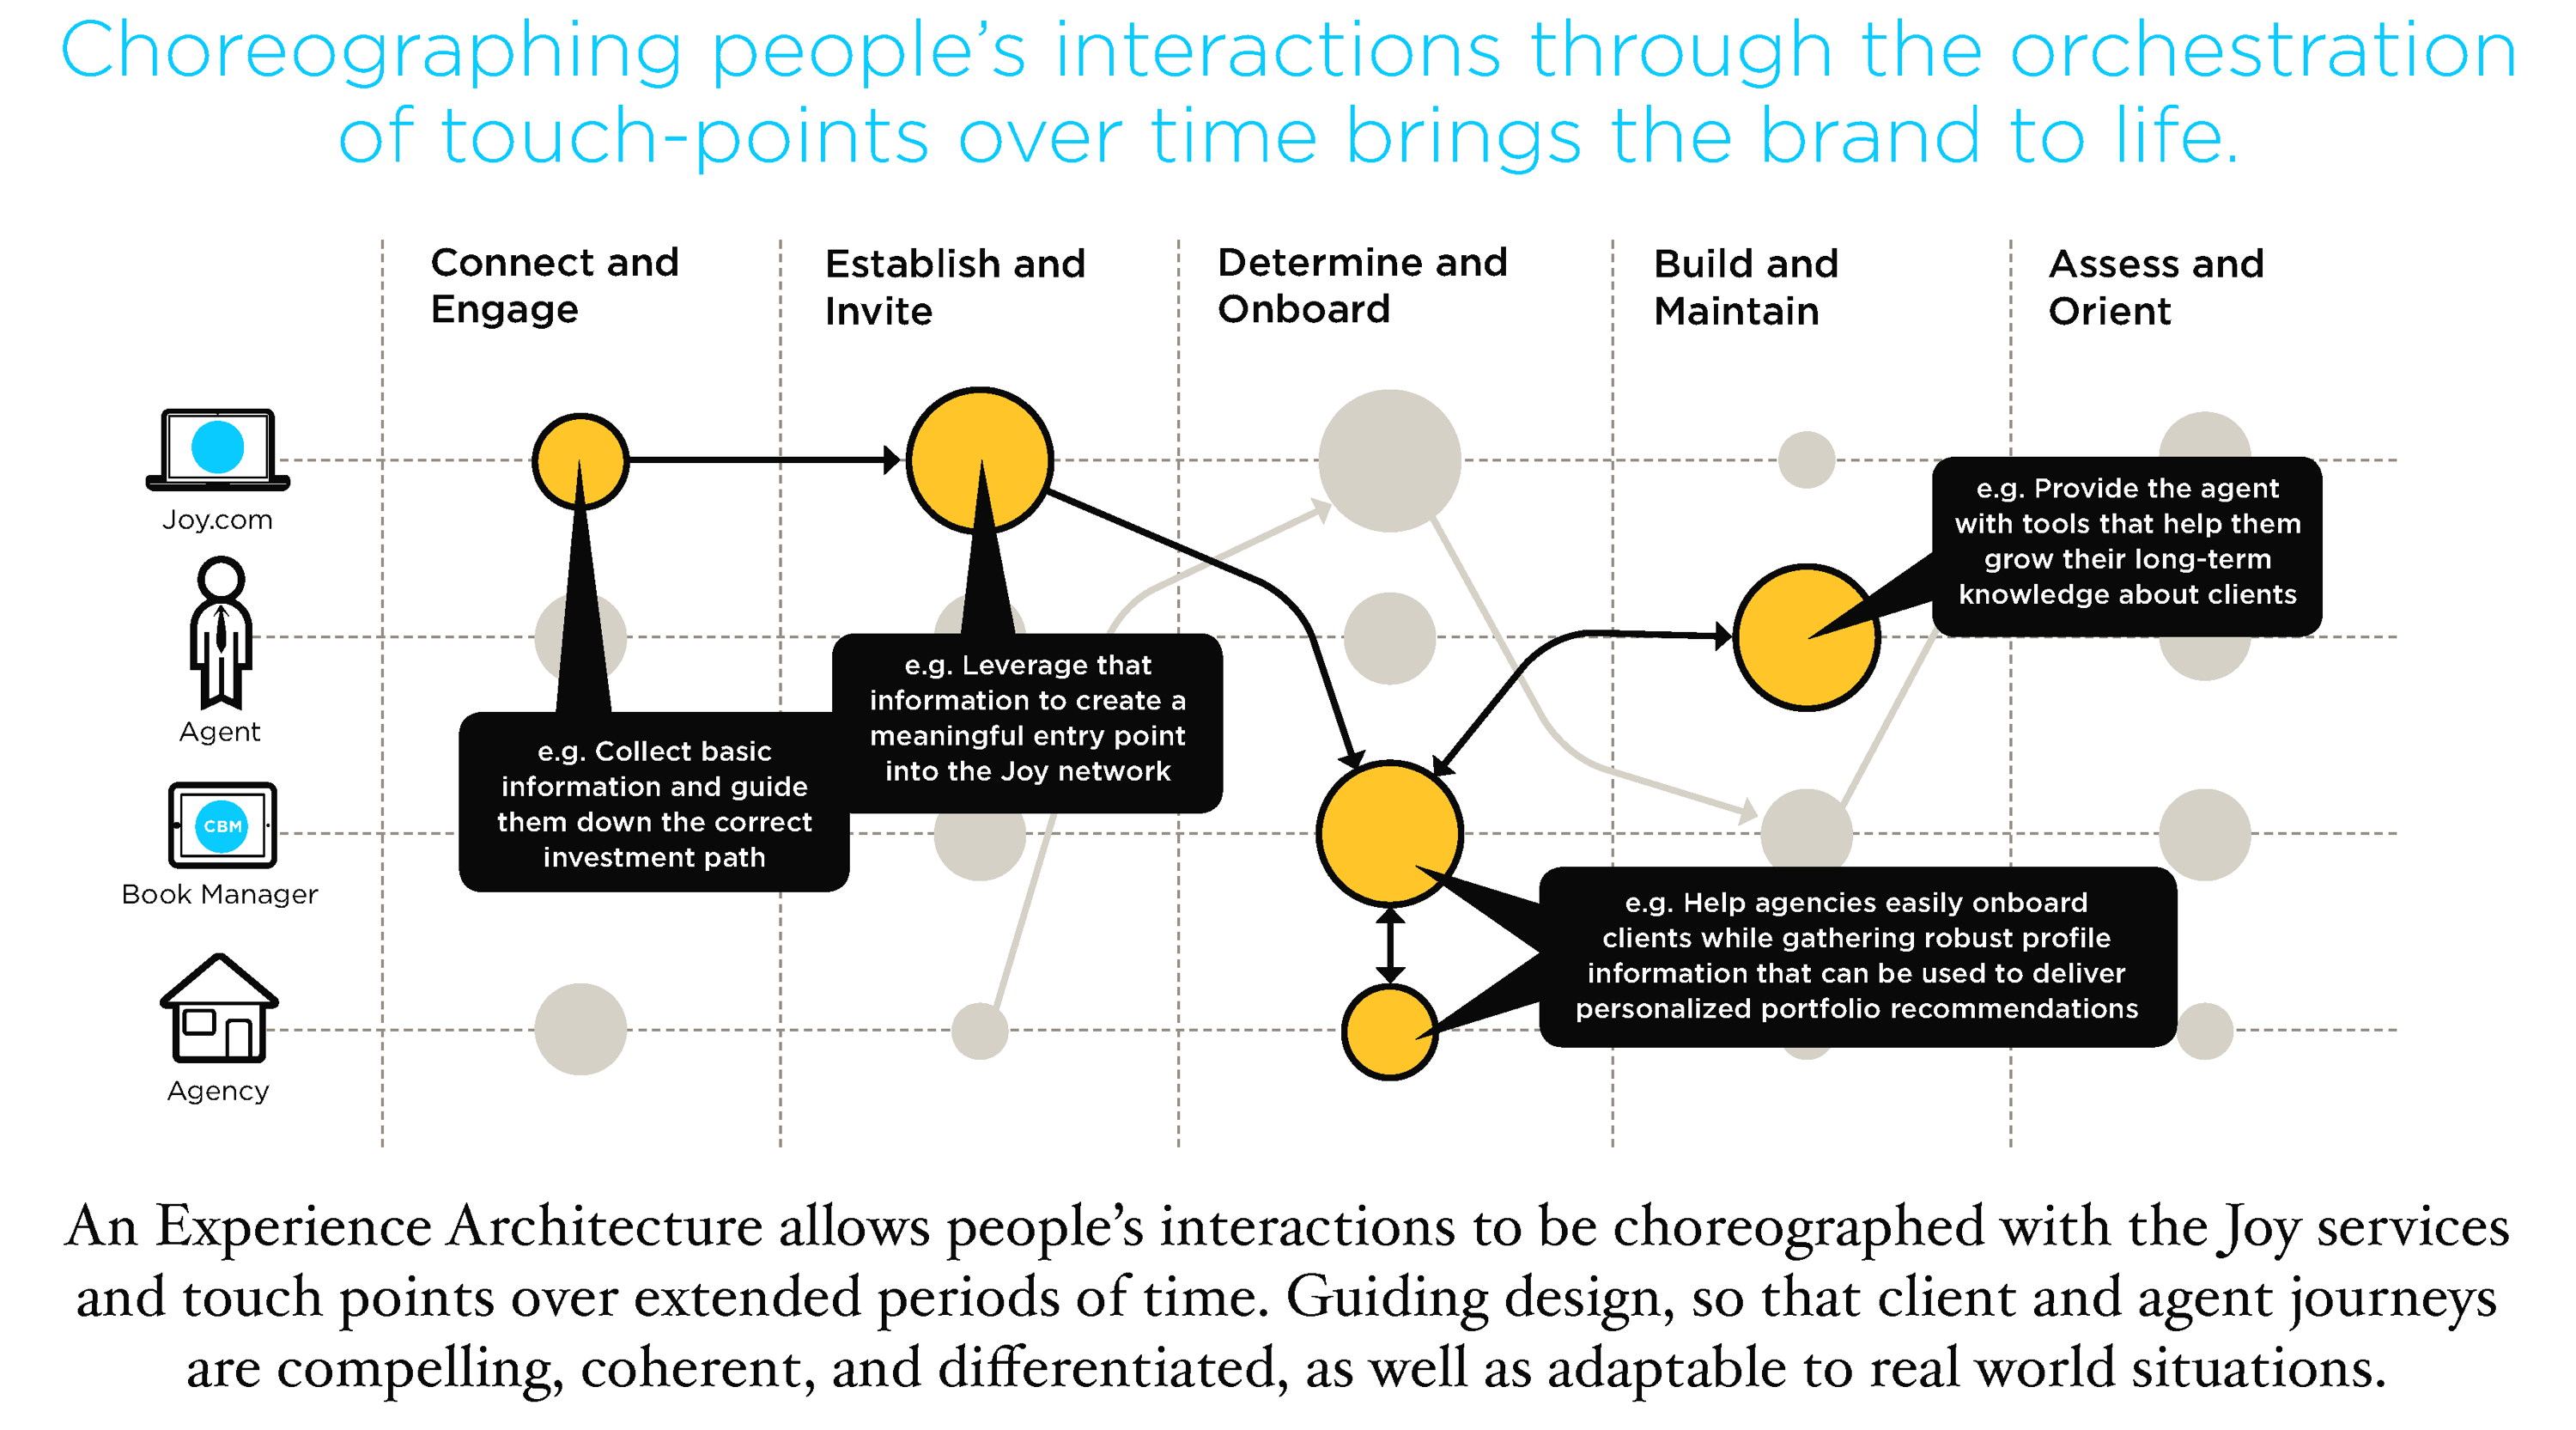 Choreographing people's interactions through the orchestration
of touch-points over time brings the brand to life.
Connect and
Engage
Establish and
Invite
Determine and
Onboard
Build and
Maintain
Assess and
Orient
Joy.com
Agent
CBM
Book Manager
Agency
e.g. Collect basic
information and guide
them down the correct
investment path
e.g. Leverage that
information to create a
meaningful entry point
into the Joy network
e.g. Help agencies easily onboard
clients while gathering robust profile
information that can be used to deliver
personalized portfolio recommendations
e.g. Provide the agent
with tools that help them
grow their long-term
knowledge about clients
An Experience Architecture allows people's interactions to be choreographed with the Joy services
and touch points over extended periods of time. Guiding design, so that client and agent journeys
are compelling, coherent, and differentiated, as well as adaptable to real world situations.